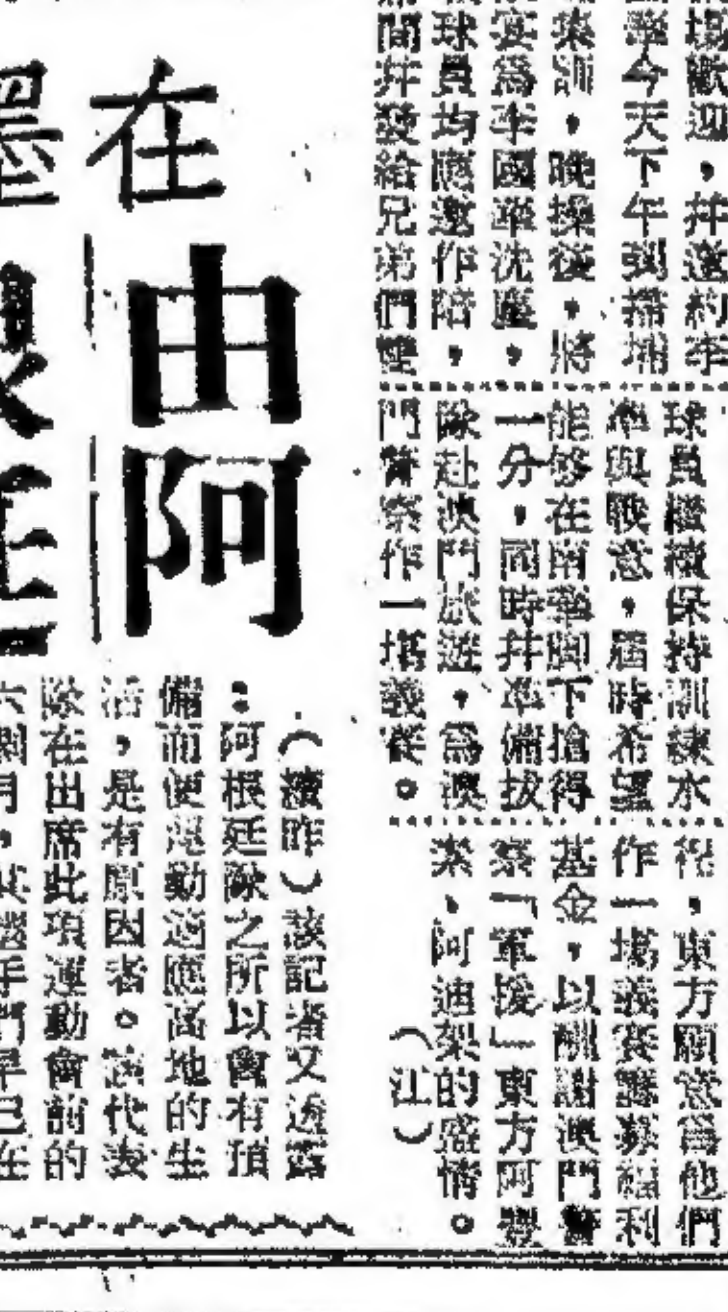 場歡迎，并邀約李
華今天下午到掃埔
集訓，晚操後，將
宴爲李國華洗塵，
球員均應邀作陪，
間并發給兄弟們雙
球員繼續保持訓練水
準與戰意，屆時希望
能够在南華脚下搶得
一分，同時并準備拔
隊赴澳門旅遊，爲澳
門警察作一場義賽。
程，東方願意爲他們
作一場義賽籌募福利
基金，以酬謝澳門警
察「軍援」東方阿豐
素，阿迪架的盛情。
（江）
在
由阿
（續昨）該記者又透露
：阿根廷隊之所以會有預
備而使運動適應高地的生
活，是有原因者。該代表
隊在出席此項運動會前的
六個月，其選手們早已在